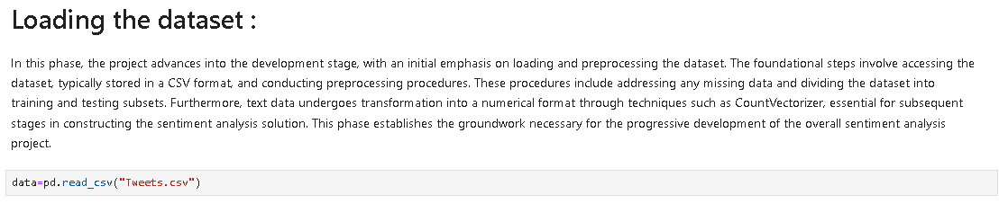 Loading the dataset :
In this phase, the project advances into the development stage, with an initial emphasis on loading and preprocessing the dataset. The foundational steps involve accessing the
dataset, typically stored in a CSV format, and conducting preprocessing procedures. These procedures include addressing any missing data and dividing the dataset into
training and testing subsets. Furthermore, text data undergoes transformation into a numerical format through techniques such as CountVectorizer, essential for subsequent
stages in constructing the sentiment analysis solution. This phase establishes the groundwork necessary for the progressive development of the overall sentiment analysis
project.
data=pd.read_csv("Tweets.csv")